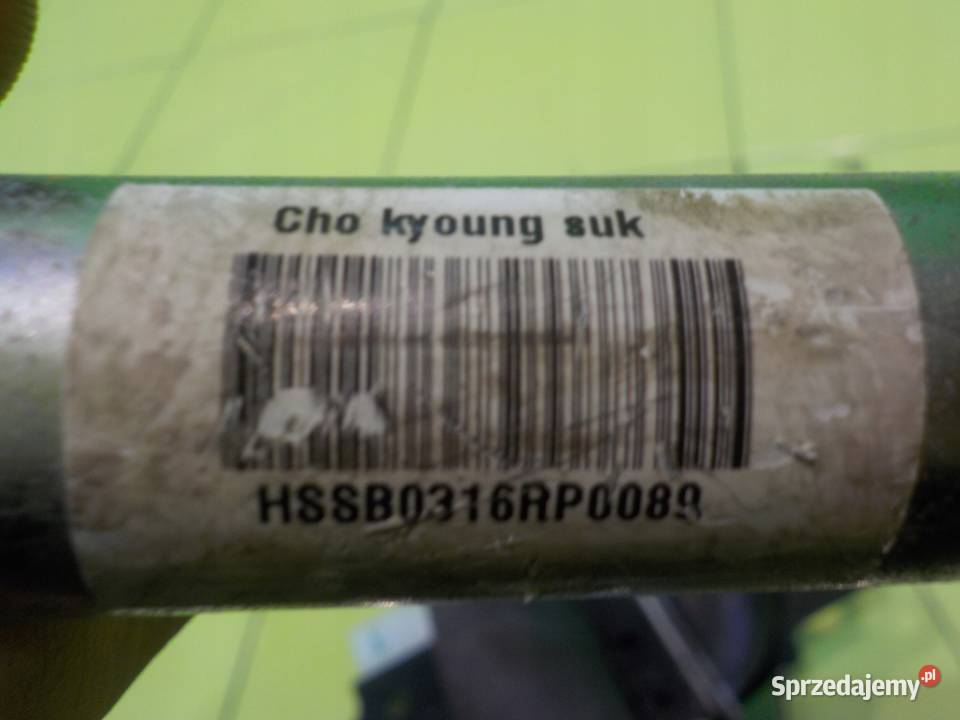 Cho kyoung suk
HSSB0316RP0089
Sprzedajemy.pl